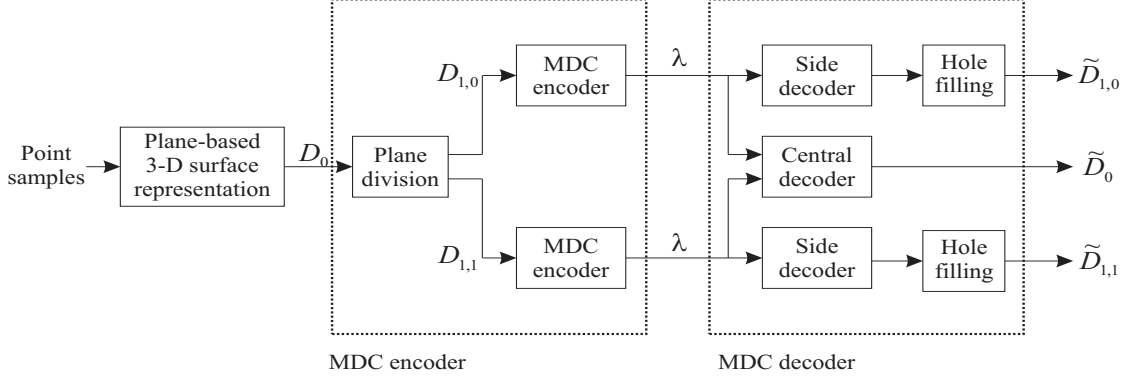 Point
samples
Plane-based
3-D surface
representation
D₀
Plane
division
D₁,₀
D₁,₁
MDC
encoder
MDC
encoder
λ
λ
Side
decoder
Central
decoder
Side
decoder
Hole
filling
Hole
filling
D̃₁,₀
D̃₀
D̃₁,₁
MDC encoder
MDC decoder